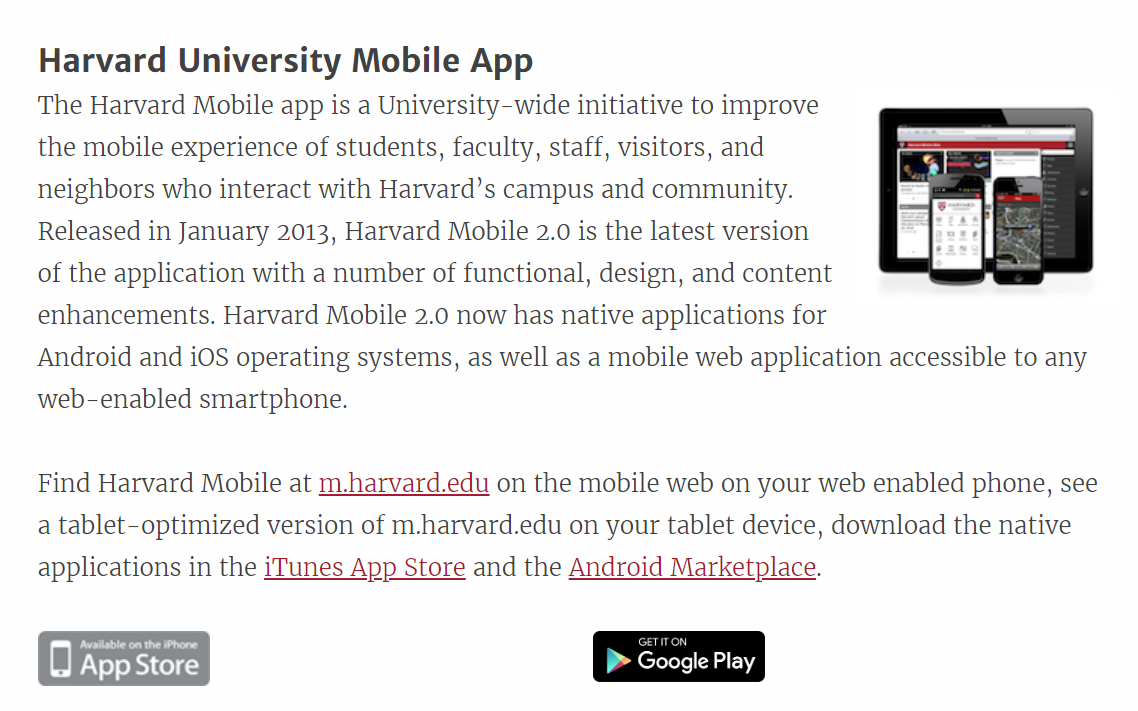 Harvard University Mobile App
The Harvard Mobile app is a University-wide initiative to improve
the mobile experience of students, faculty, staff, visitors, and
neighbors who interact with Harvard’s campus and community.
Released in January 2013, Harvard Mobile 2.0 is the latest version
of the application with a number of functional, design, and content
enhancements. Harvard Mobile 2.0 now has native applications for
Android and iOS operating systems, as well as a mobile web application accessible to any
web-enabled smartphone.
Find Harvard Mobile at m.harvard.edu on the mobile web on your web enabled phone, see
a tablet-optimized version of m.harvard.edu on your tablet device, download the native
applications in the iTunes App Store and the Android Marketplace.
Available on the iPhone
App Store
GET IT ON
Google Play